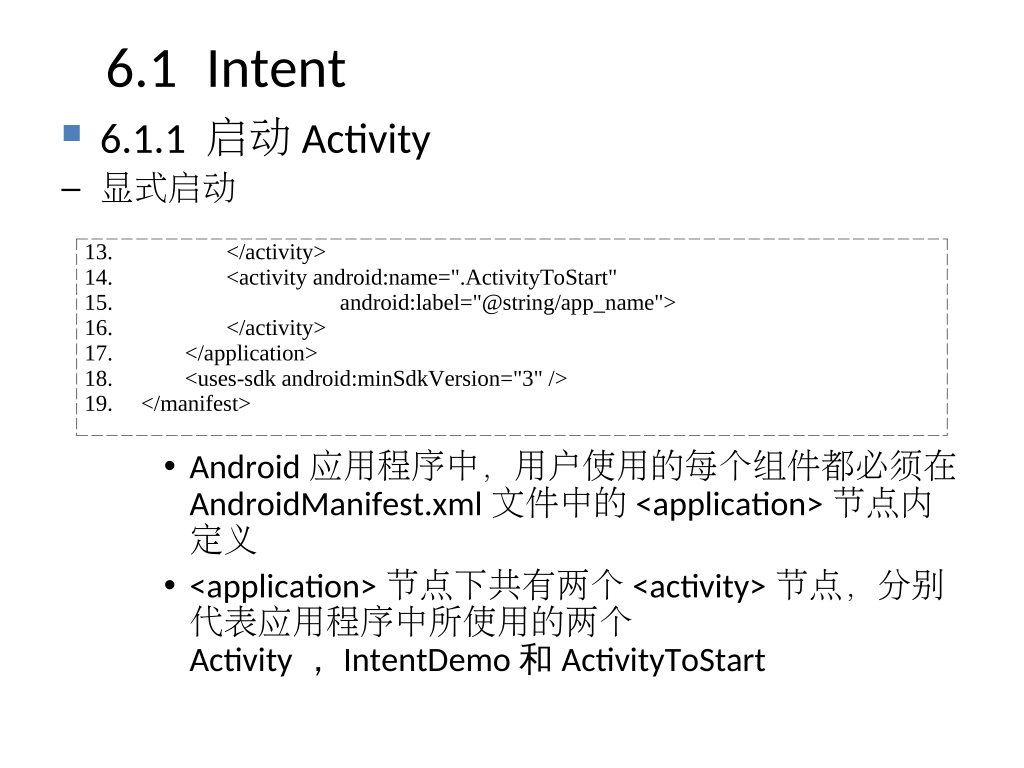 6.1 Intent
6.1.1 启动 Activity
– 显式启动
13. </activity>
14. <activity android:name=".ActivityToStart"
15. android:label="@string/app_name">
16. </activity>
17. </application>
18. <uses-sdk android:minSdkVersion="3" />
19. </manifest>
• Android 应用程序中，用户使用的每个组件都必须在
AndroidManifest.xml 文件中的 <application> 节点内
定义
• <application> 节点下共有两个 <activity> 节点，分别
代表应用程序中所使用的两个
Activity ，IntentDemo 和 ActivityToStart